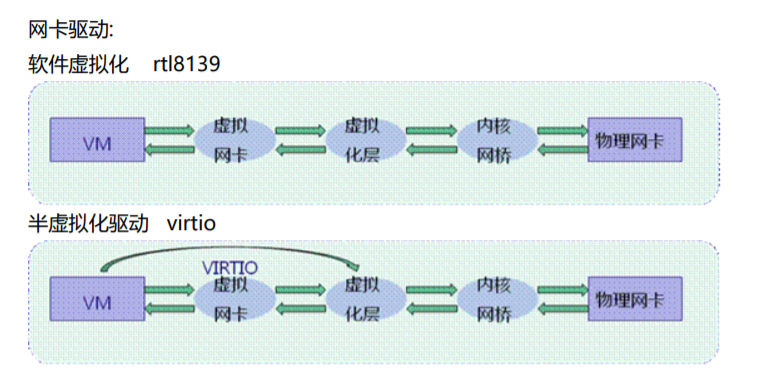 网卡驱动:
软件虚拟化 rtl8139
VM
虚拟
网卡
虚拟
化层
内核
网桥
物理网卡
半虚拟化驱动 virtio
VIRTIO
VM
虚拟
网卡
虚拟
化层
内核
网桥
物理网卡